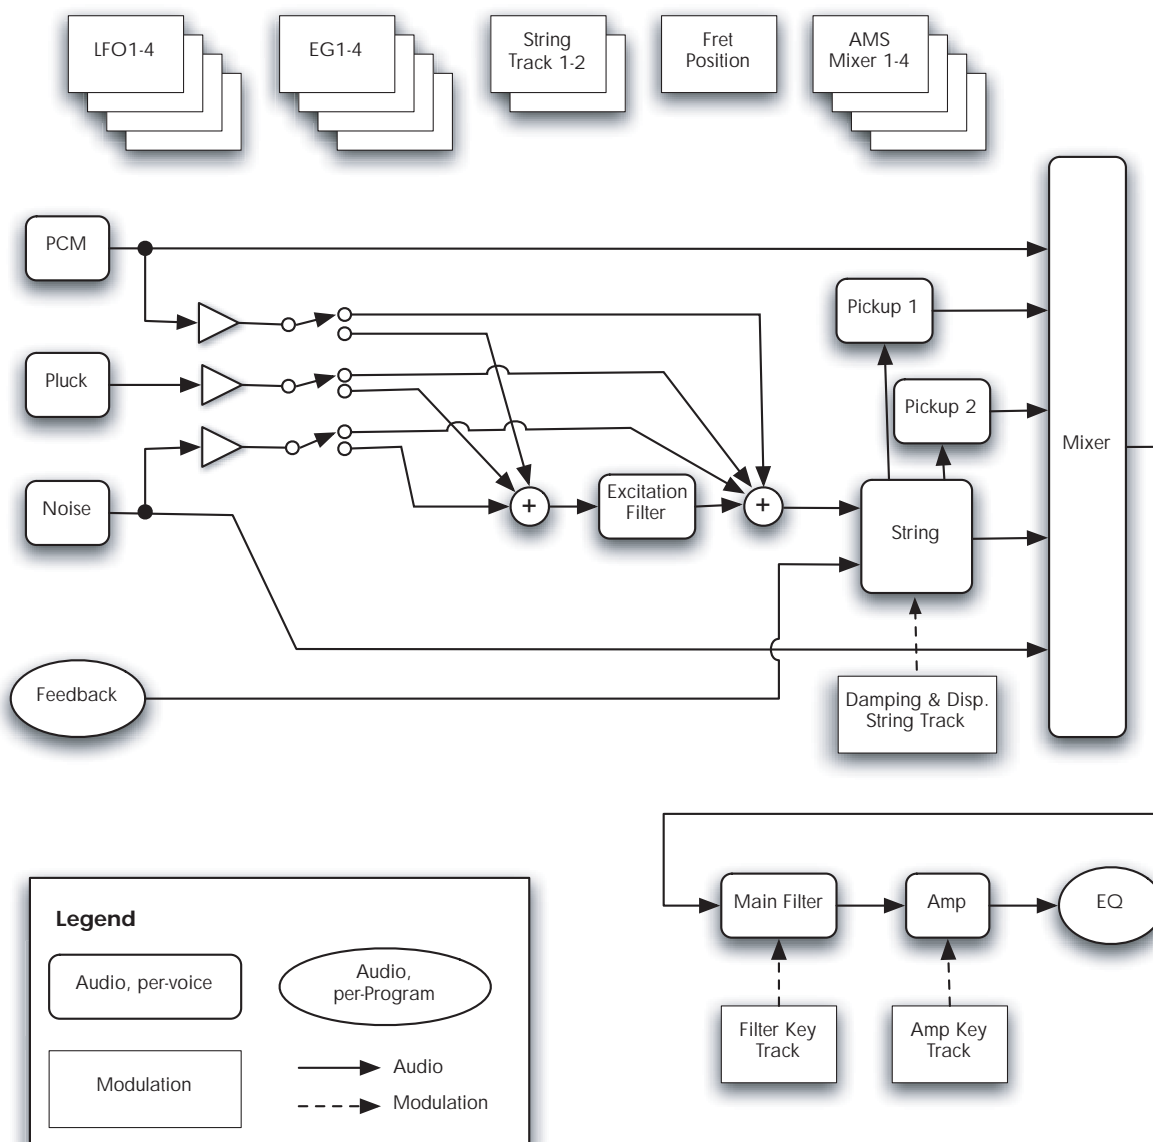 LFO1-4
EG1-4
String
Track 1-2
Fret
Position
AMS
Mixer 1-4
PCM
Pickup 1
Pluck
Pickup 2
Mixer
Noise
+
Excitation
Filter
+
String
Feedback
Damping & Disp.
String Track
Main Filter
Amp
EQ
Filter Key
Track
Amp Key
Track
Legend
Audio, per-voice
Audio,
per-Program
Modulation
Audio
Modulation